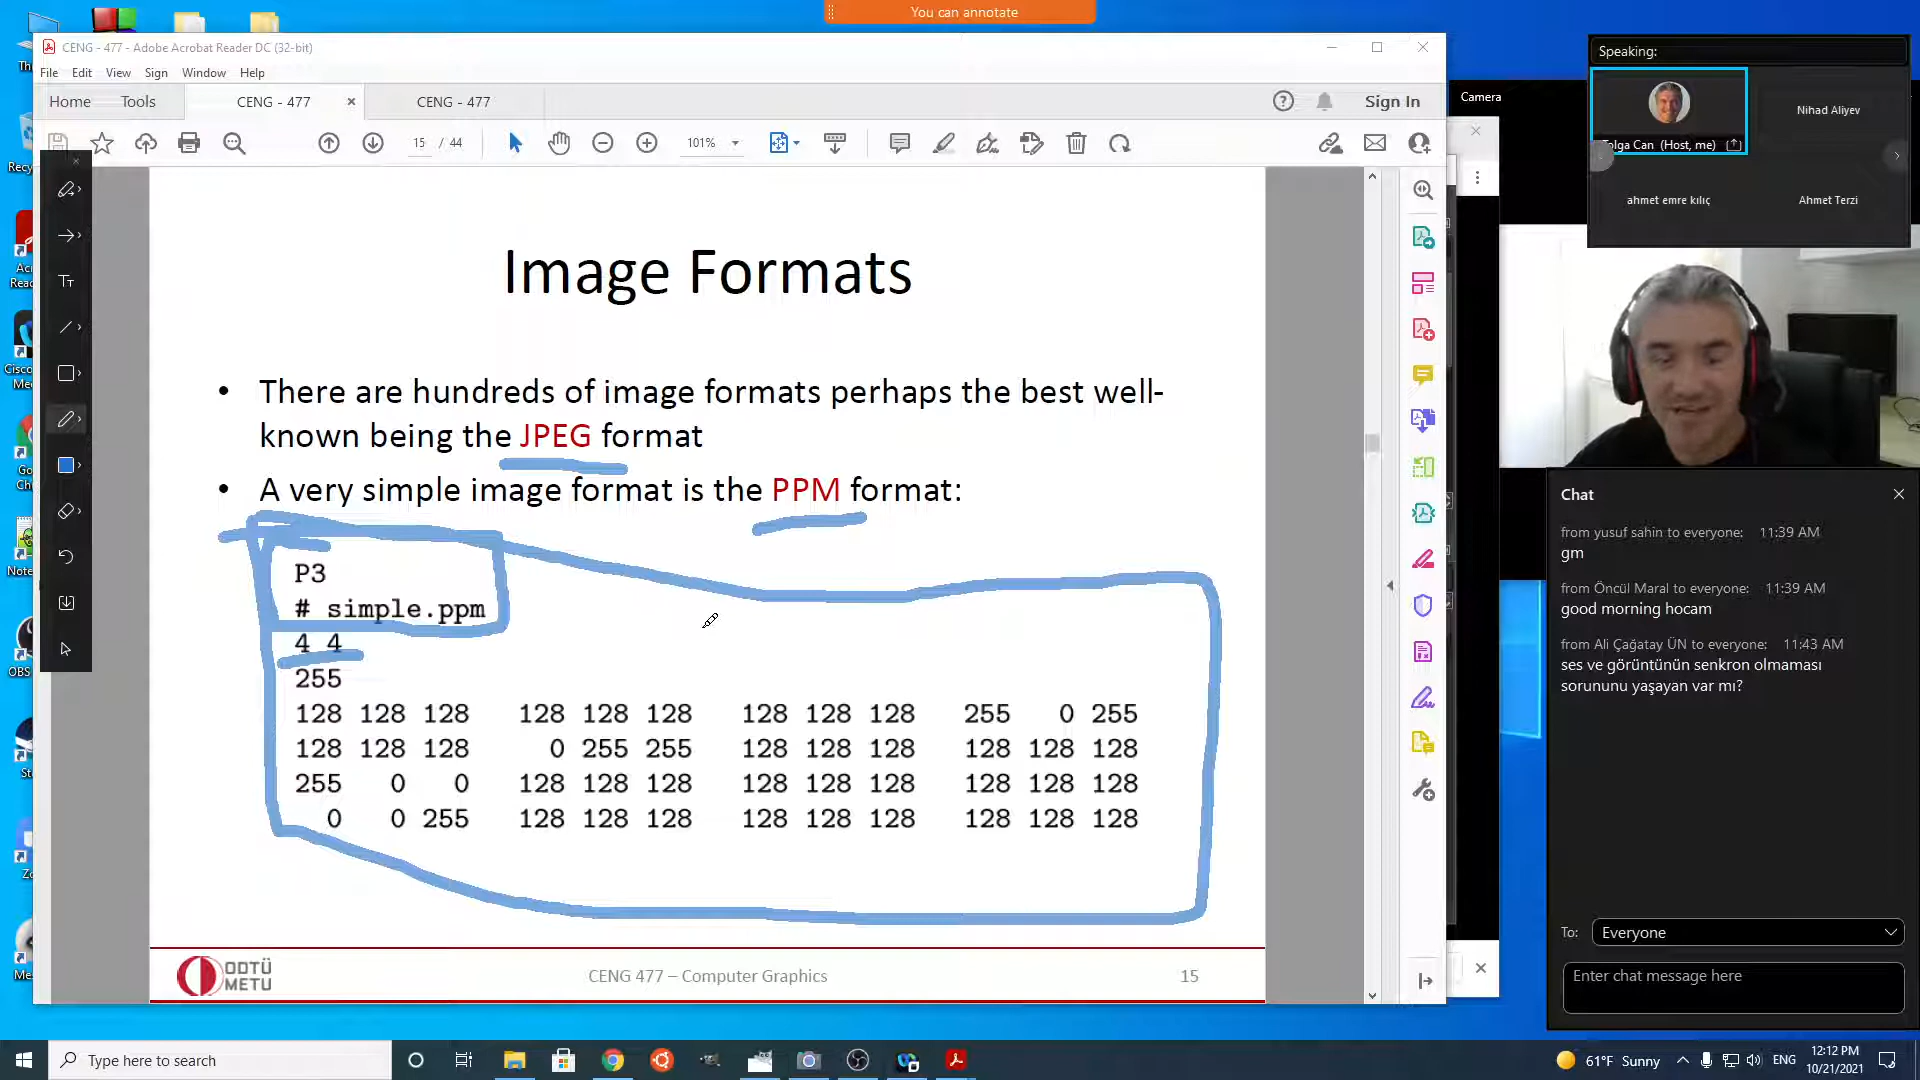 You can annotate
CENG - 477 - Adobe Acrobat Reader DC (32-bit)
File Edit View Sign Window Help
Home Tools CENG - 477 CENG - 477 Sign In
15 / 44 101%
Image Formats
• There are hundreds of image formats perhaps the best well-
known being the JPEG format
• A very simple image format is the PPM format:
P3
# simple.ppm
4 4
255
128 128 128 128 128 128 128 128 128 255 0 255
128 128 128 0 255 255 128 128 128 128 128 128
255 0 0 128 128 128 128 128 128 128 128 128
0 0 255 128 128 128 128 128 128 128 128 128
ODTÜ
METU
CENG 477 – Computer Graphics
15
Camera
Speaking:
Tolga Can (Host, me)
Nihad Aliyev
ahmet emre kılıç
Ahmet Terzi
Chat
from yusuf sahin to everyone: 11:39 AM
gm
from Öncül Maral to everyone: 11:39 AM
good morning hocam
from Ali Çağatay ÜN to everyone: 11:43 AM
ses ve görüntünün senkron olmaması
sorununu yaşayan var mı?
To: Everyone
Enter chat message here
Type here to search
61°F Sunny
ENG
12:12 PM
10/21/2021